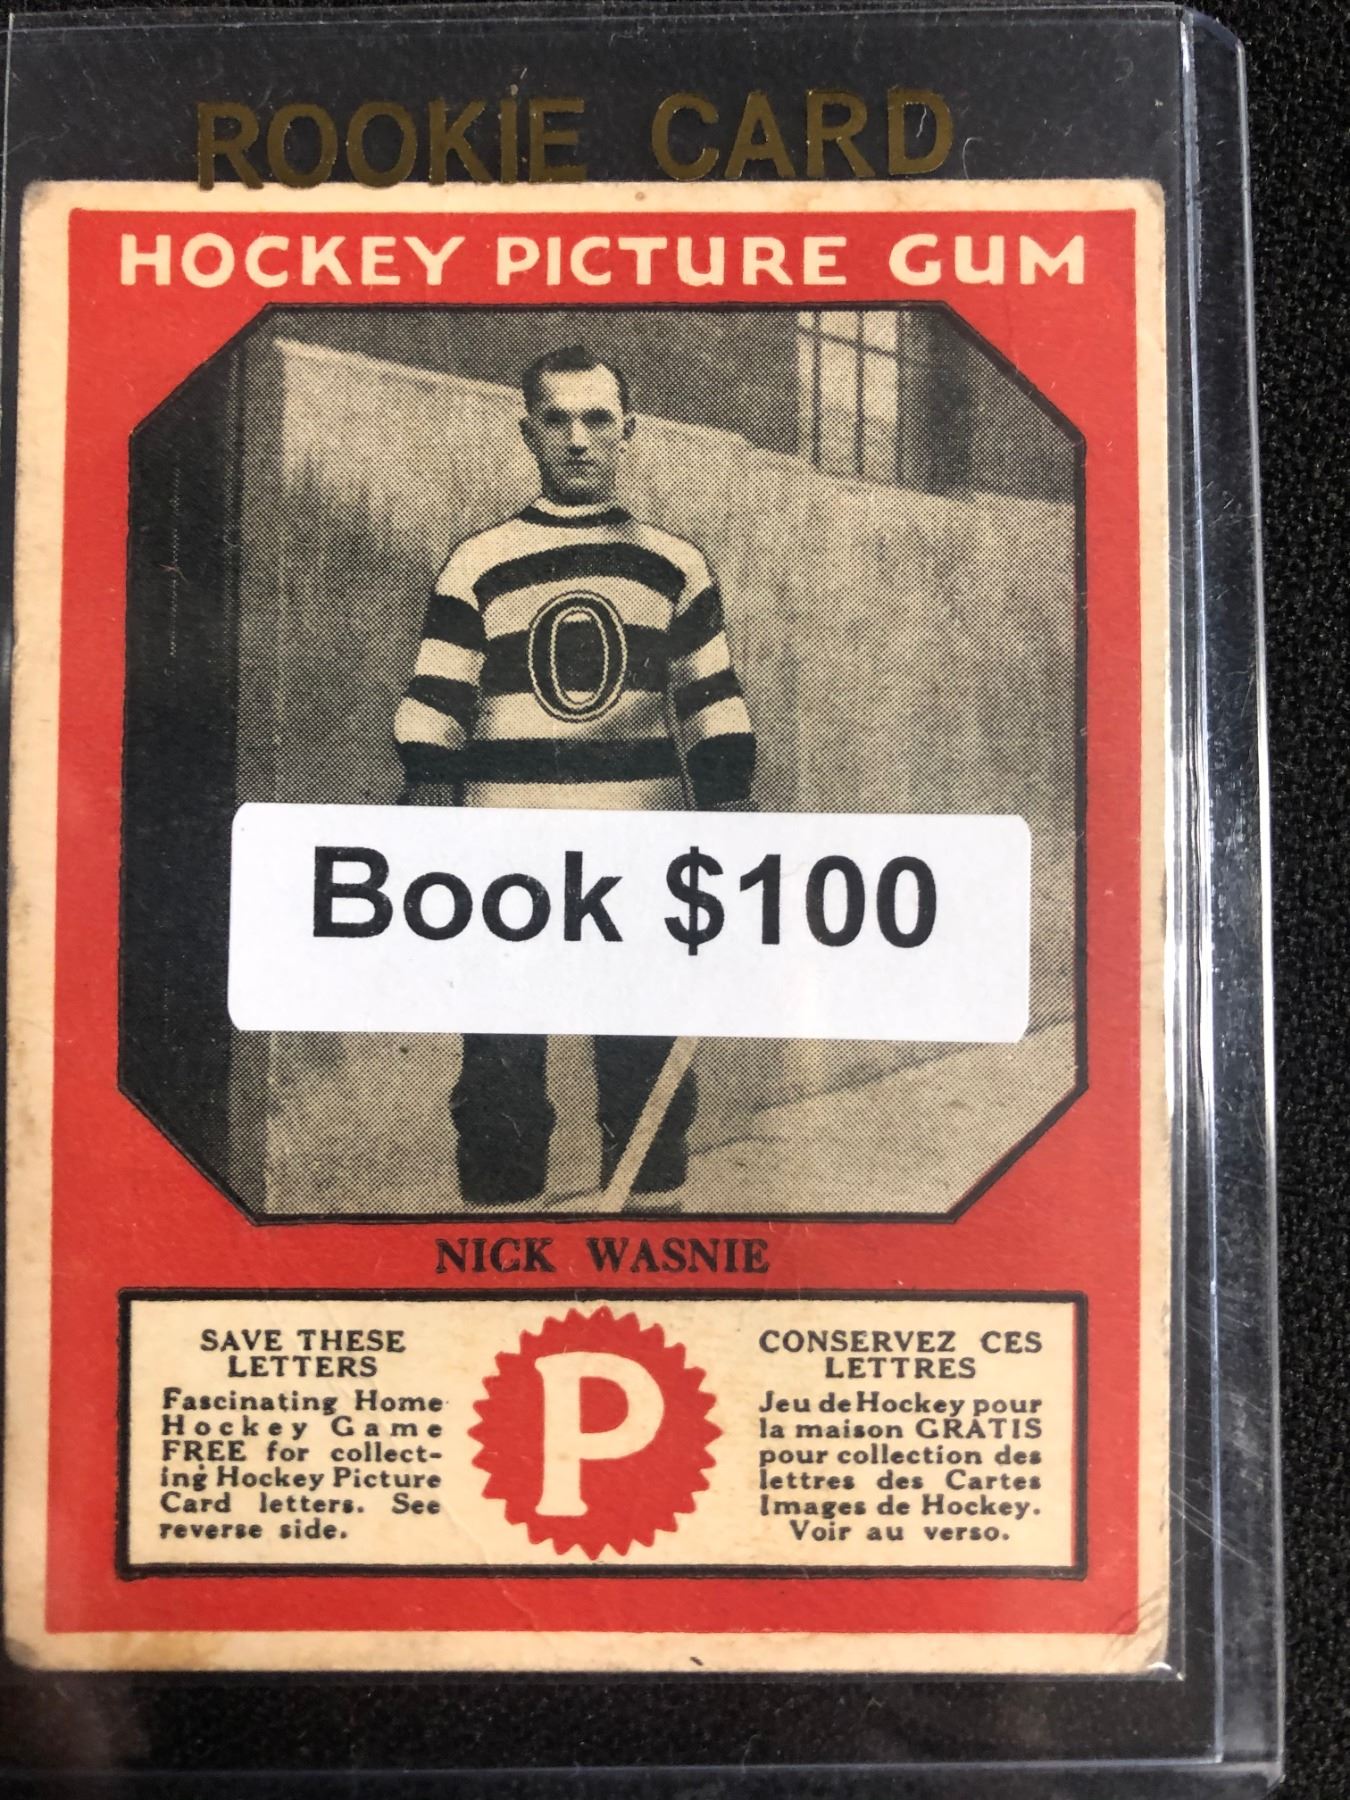 ROOKIE CARD
HOCKEY PICTURE GUM
O
Book $100
NICK WASNIE
SAVE THESE
LETTERS
Fascinating Home
Hockey Game
FREE for collect-
ing Hockey Picture
Card letters. See
reverse side.
P
CONSERVEZ CES
LETTRES
Jeu de Hockey pour
la maison GRATIS
pour collection des
lettres des Cartes
Images de Hockey.
Voir au verso.